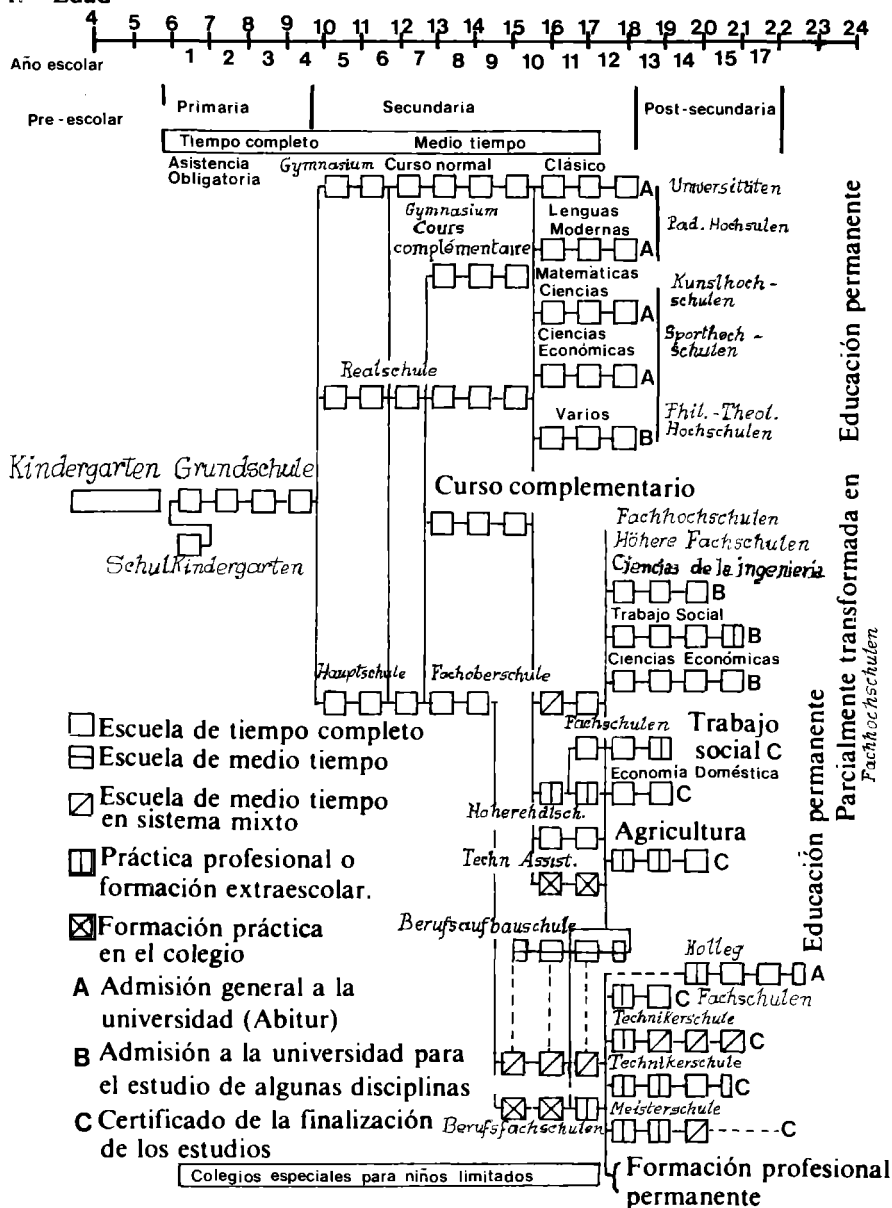 Edad
4 5 6 7 8 9 10 11 12 13 14 15 16 17 18 19 20 21 22 23 24
Año escolar 1 2 3 4 5 6 7 8 9 10 11 12 13 14 15 17
Pre-escolar Primaria Secundaria Post-secundaria
Tiempo completo Medio tiempo
Asistencia
Obligatoria
Gymnasium Curso normal Clásico
A Universitäten
Gymnasium
Cours
complémentaire
Lenguas
Modernas
A
Pad. Hochsulen
Matemàticas
Ciencias
A
Kunslhoch-
schulen
Ciencias
Económicas
A
Sporthoch-
Schulen
Realschule
Varios
B
Phil.-Theol.
Hochschulen
Educación permanente
Kindergarten Grundschule
SchulKindergarten
Curso complementario
Fachhochschulen
Höhere Fachschulen
Ciencias de la ingeniería
B
Trabajo Social
B
Ciencias Económicas
B
Parcialmente transformada en
Fachhochschulen
Hauptschule Fachoberschule
Fachschulen
Trabajo
social C
Economía Doméstica
C
Techn Assist.
Agricultura
C
Educación permanente
Berufsaufbauschule
Kolleg
A
C Fachschulen
Technikerschule
C
Technikerschule
C
Meisterschule
C
Berufsfachschulen
Formación profesional
permanente
Escuela de tiempo completo
Escuela de medio tiempo
Escuela de medio tiempo
en sistema mixto
Práctica profesional o
formación extraescolar.
Formación práctica
en el colegio
A Admisión general a la
universidad (Abitur)
B Admisión a la universidad para
el estudio de algunas disciplinas
C Certificado de la finalización
de los estudios
Colegios especiales para niños limitados